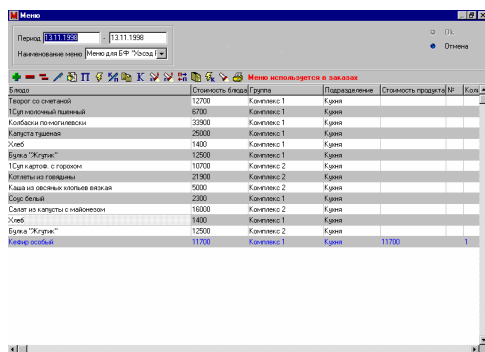 Меню
Период 13.11.1998 - 13.11.1998
Ok
Наименование меню Меню для БФ "Хэсэд
Отмена
П К Меню используется в заказах
Блюдо Стоимость блюда Группа Подразделение Стоимость продукта № Коли
Творог со сметаной 12700 Комплекс 1 Кухня
1Суп молочный пшенный 6700 Комплекс 1 Кухня
Колбаски по-могилевски 33900 Комплекс 1 Кухня
Капуста тушеная 25000 Комплекс 1 Кухня
Хлеб 1400 Комплекс 1 Кухня
Булка "Жгутик" 12500 Комплекс 1 Кухня
1Суп картоф. с горохом 10700 Комплекс 2 Кухня
Котлеты из говядины 21900 Комплекс 2 Кухня
Каша из овсяных хлопьев вязкая 5000 Комплекс 2 Кухня
Соус белый 2300 Комплекс 1 Кухня
Салат из капусты с майонезом 16000 Комплекс 2 Кухня
Хлеб 1400 Комплекс 2 Кухня
Булка "Жгутик" 12500 Комплекс 2 Кухня
Кефир особый 11700 Комплекс 1 Кухня 11700 1